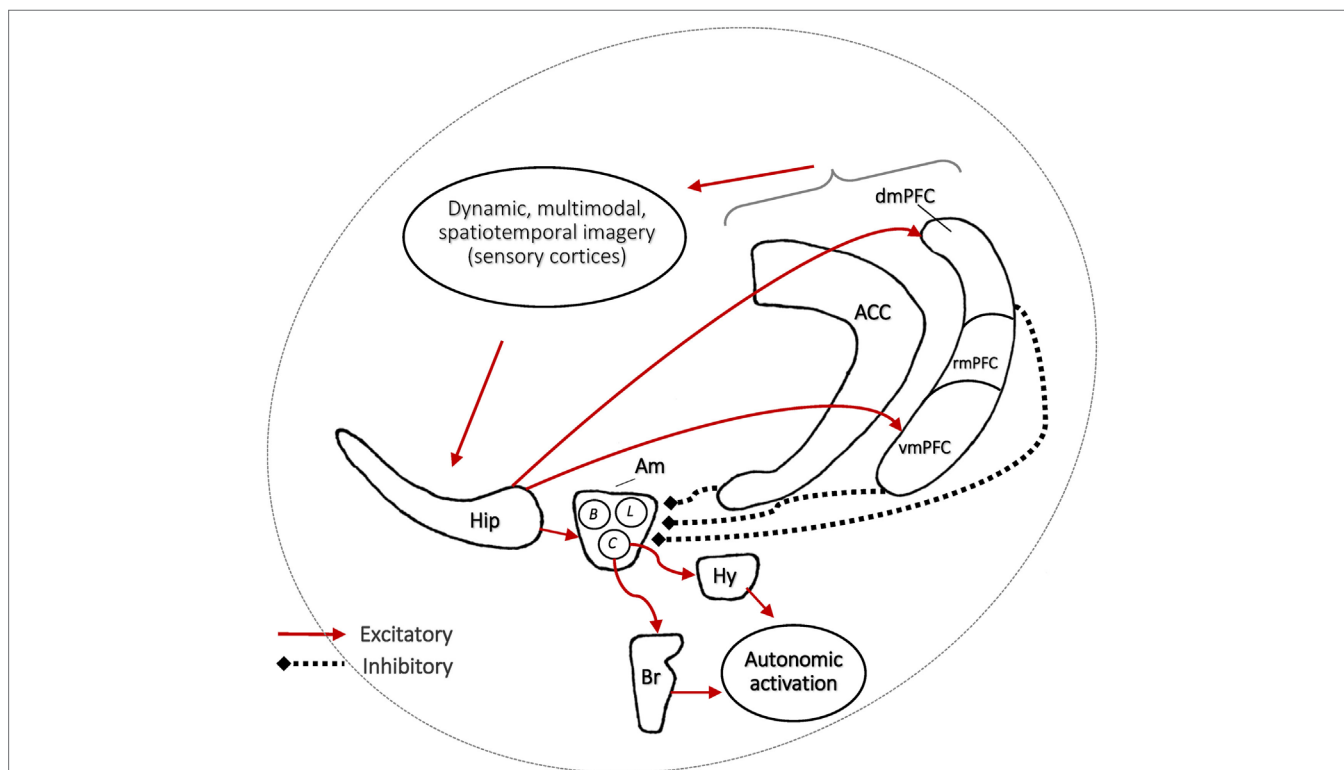 dmPFC
Dynamic, multimodal,
spatiotemporal imagery
(sensory cortices)
ACC
rmPFC
vmPFC
Am
Hip
B
L
C
Hy
Excitatory
Inhibitory
Br
Autonomic
activation